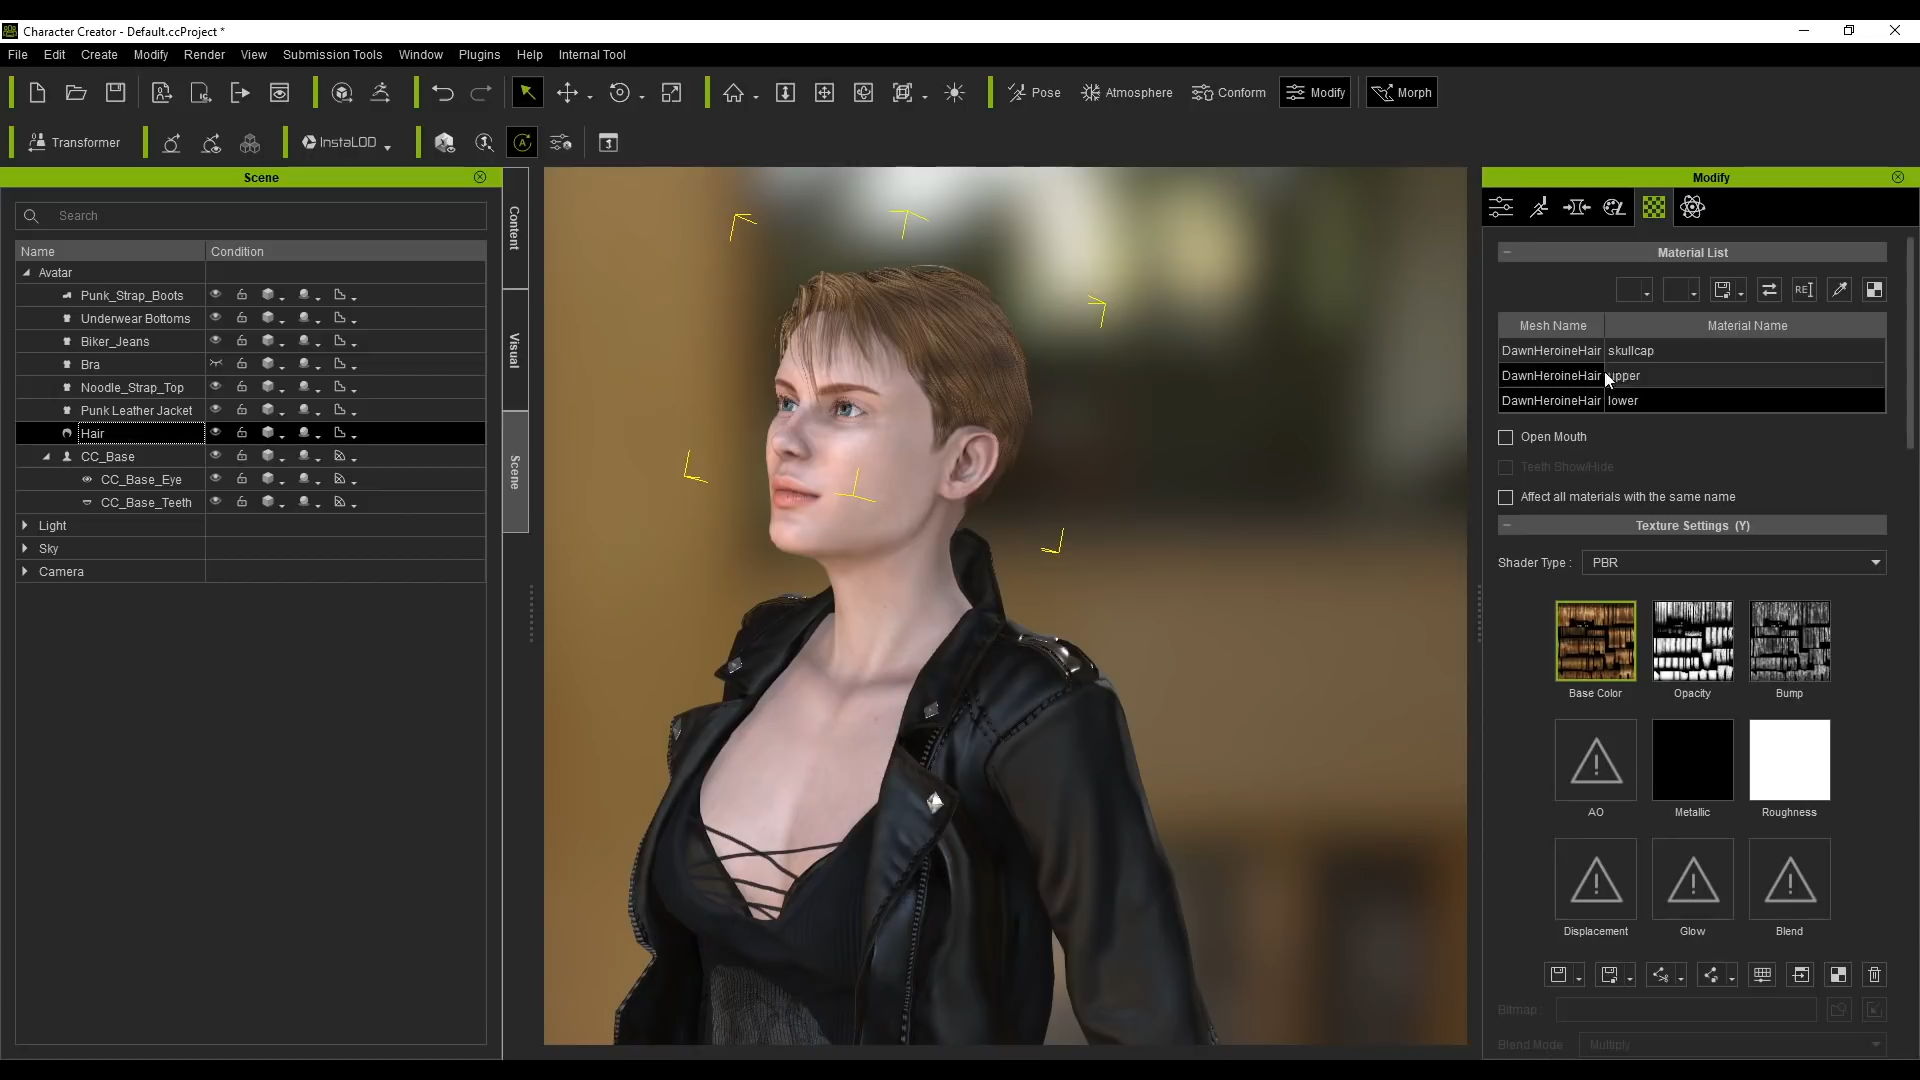 Character Creator - Default.ccProject *
File Edit Create Modify Render View Submission Tools Window Plugins Help Internal Tool
Pose Atmosphere Conform Modify Morph
Transformer InstaLOD
Scene
Search
Name Condition
Avatar
Punk_Strap_Boots
Underwear Bottoms
Biker_Jeans
Bra
Noodle_Strap_Top
Punk Leather Jacket
Hair
CC_Base
CC_Base_Eye
CC_Base_Teeth
Light
Sky
Camera
Content
Visual
Scene
Modify
Material List
Mesh Name Material Name
DawnHeroineHair skullcap
DawnHeroineHair upper
DawnHeroineHair lower
Open Mouth
Teeth Show/Hide
Affect all materials with the same name
Texture Settings (Y)
Shader Type : PBR
Base Color Opacity Bump
AO Metallic Roughness
Displacement Glow Blend
Bitmap :
Blend Mode Multiply